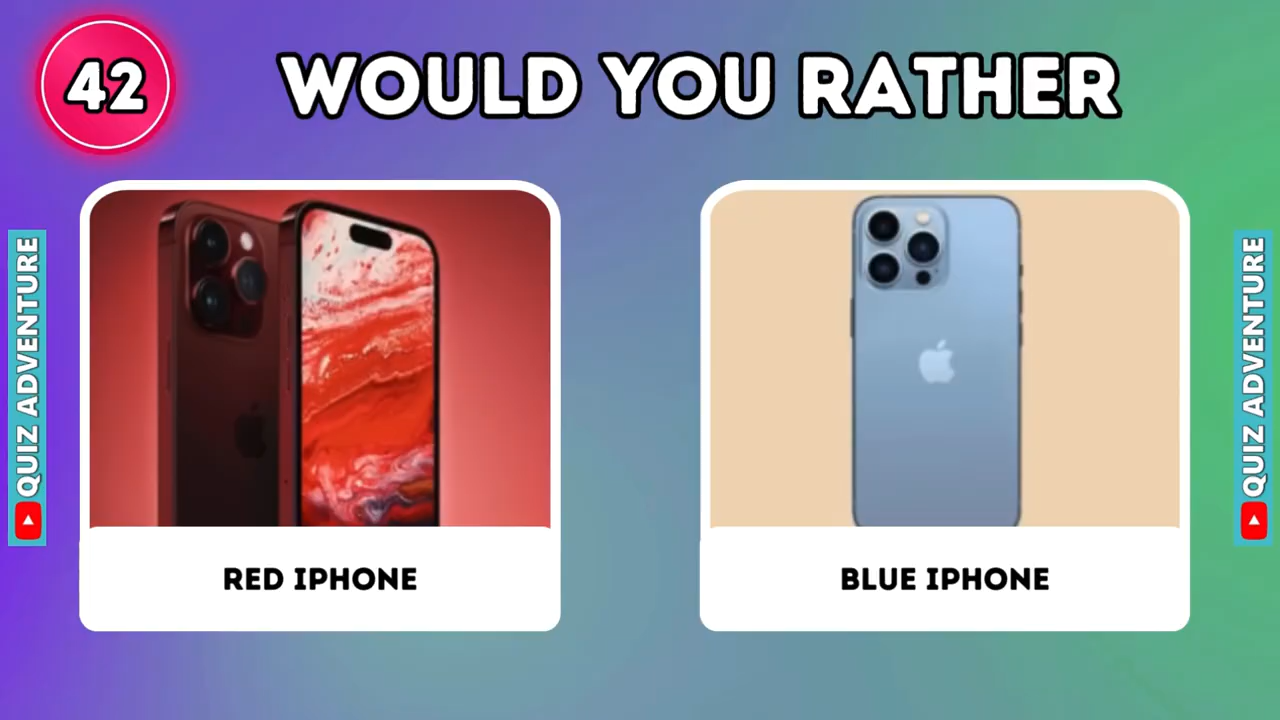 42
WOULD YOU RATHER
QUIZ ADVENTURE
QUIZ ADVENTURE
RED IPHONE
BLUE IPHONE